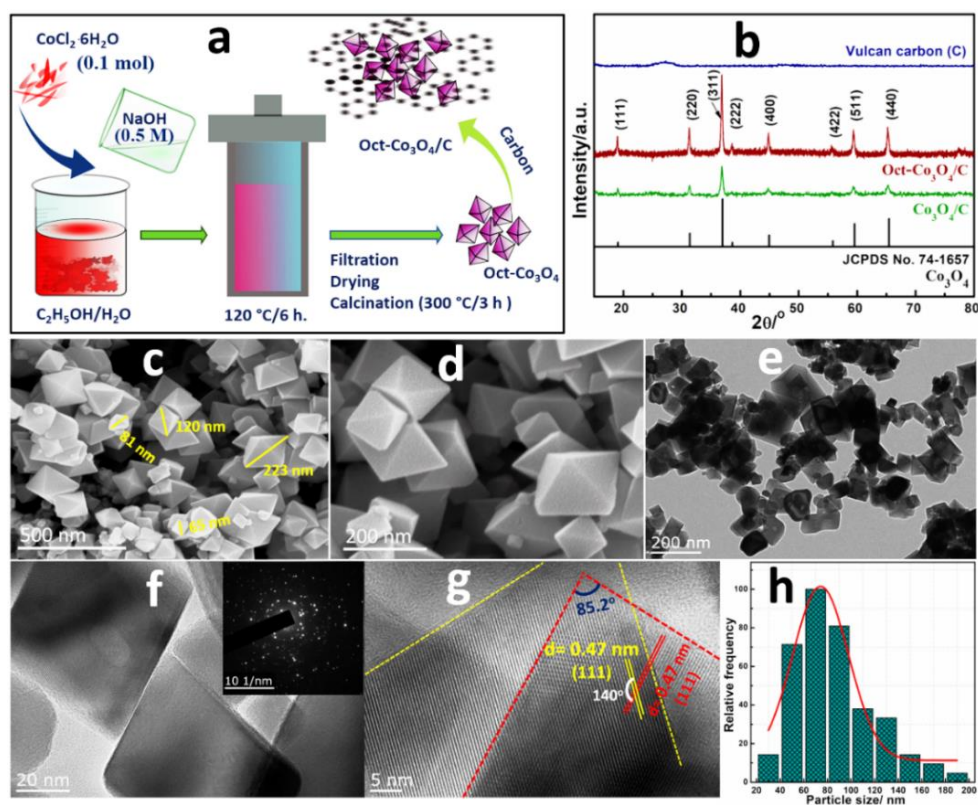 a
CoCl₂·6H₂O
(0.1 mol)
NaOH
(0.5 M)
Oct-Co₃O₄/C
Carbon
Filtration
Drying
Calcination (300 °C/3 h )
Oct-Co₃O₄
C₂H₅OH/H₂O
120 °C/6 h.
b
Intensity/a.u.
Vulcan carbon (C)
(111)
(220)
(311)
(222)
(400)
(422)
(511)
(440)
Oct-Co₃O₄/C
Co₃O₄/C
JCPDS No. 74-1657
Co₃O₄
20 30 40 50 60 70 80
2θ/°
c
81 nm
120 nm
223 nm
65 nm
500 nm
d
200 nm
e
200 nm
f
10 1/nm
20 nm
g
85.2°
d= 0.47 nm
(111)
d=0.47 nm
(111)
140°
5 nm
h
Relative frequency
100
80
60
40
20
0
20 40 60 80 100 120 140 160 180 200
Particle size/ nm